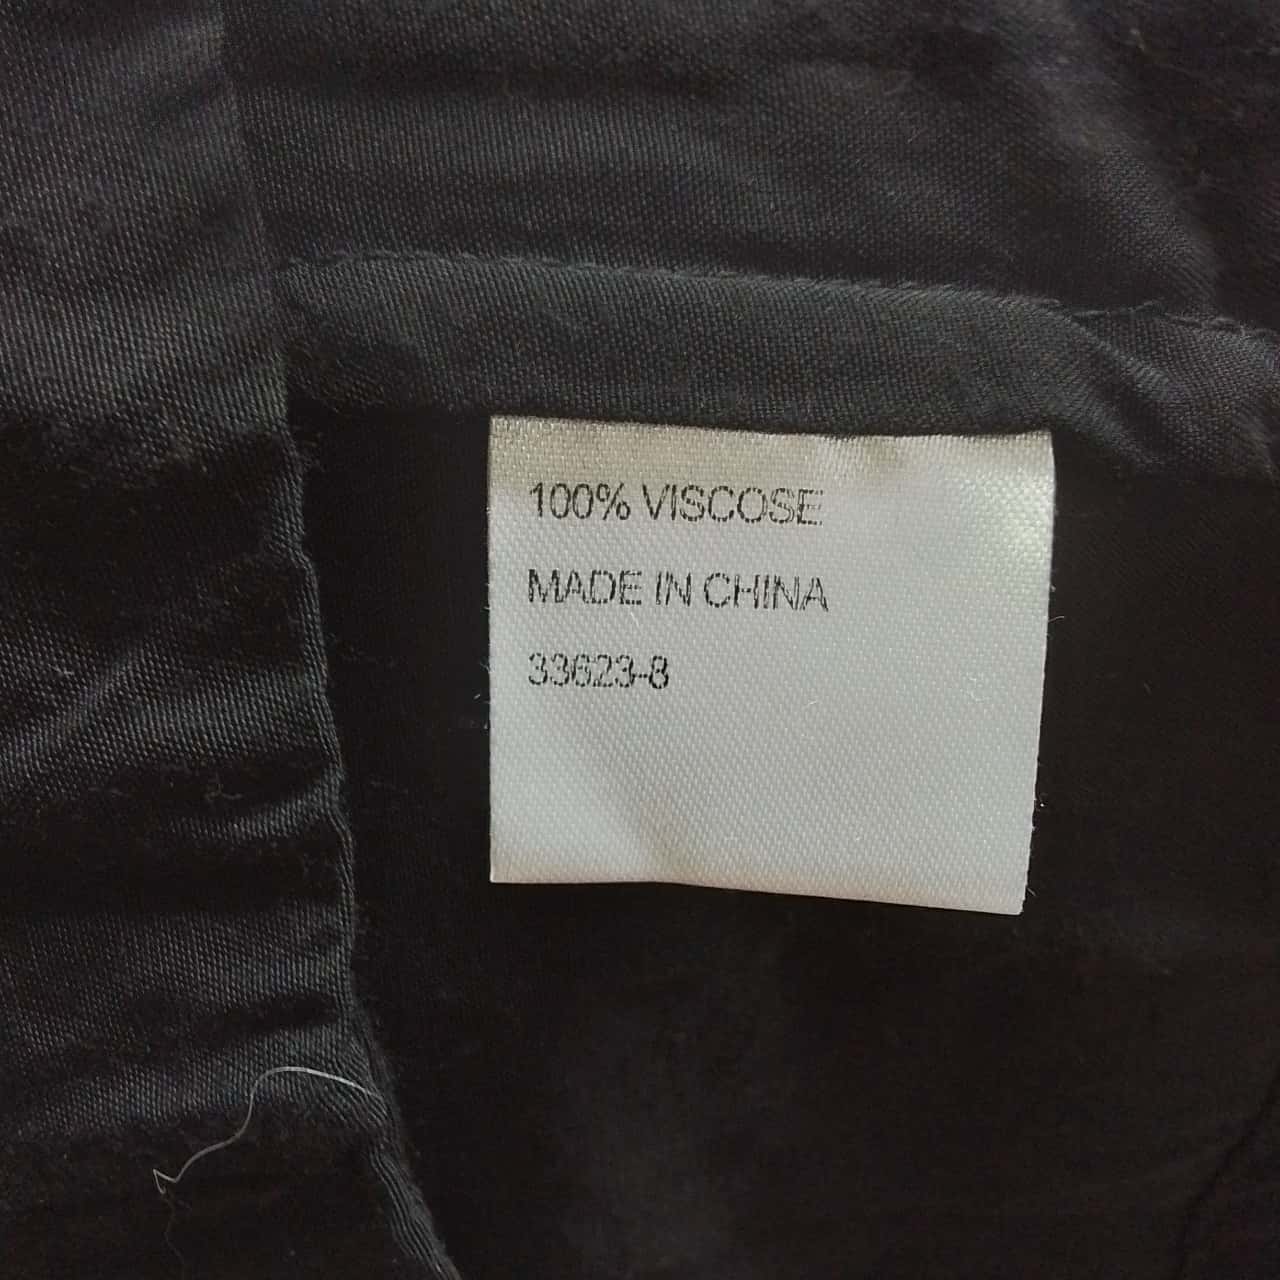 100% VISCOSE
MADE IN CHINA
33623-8